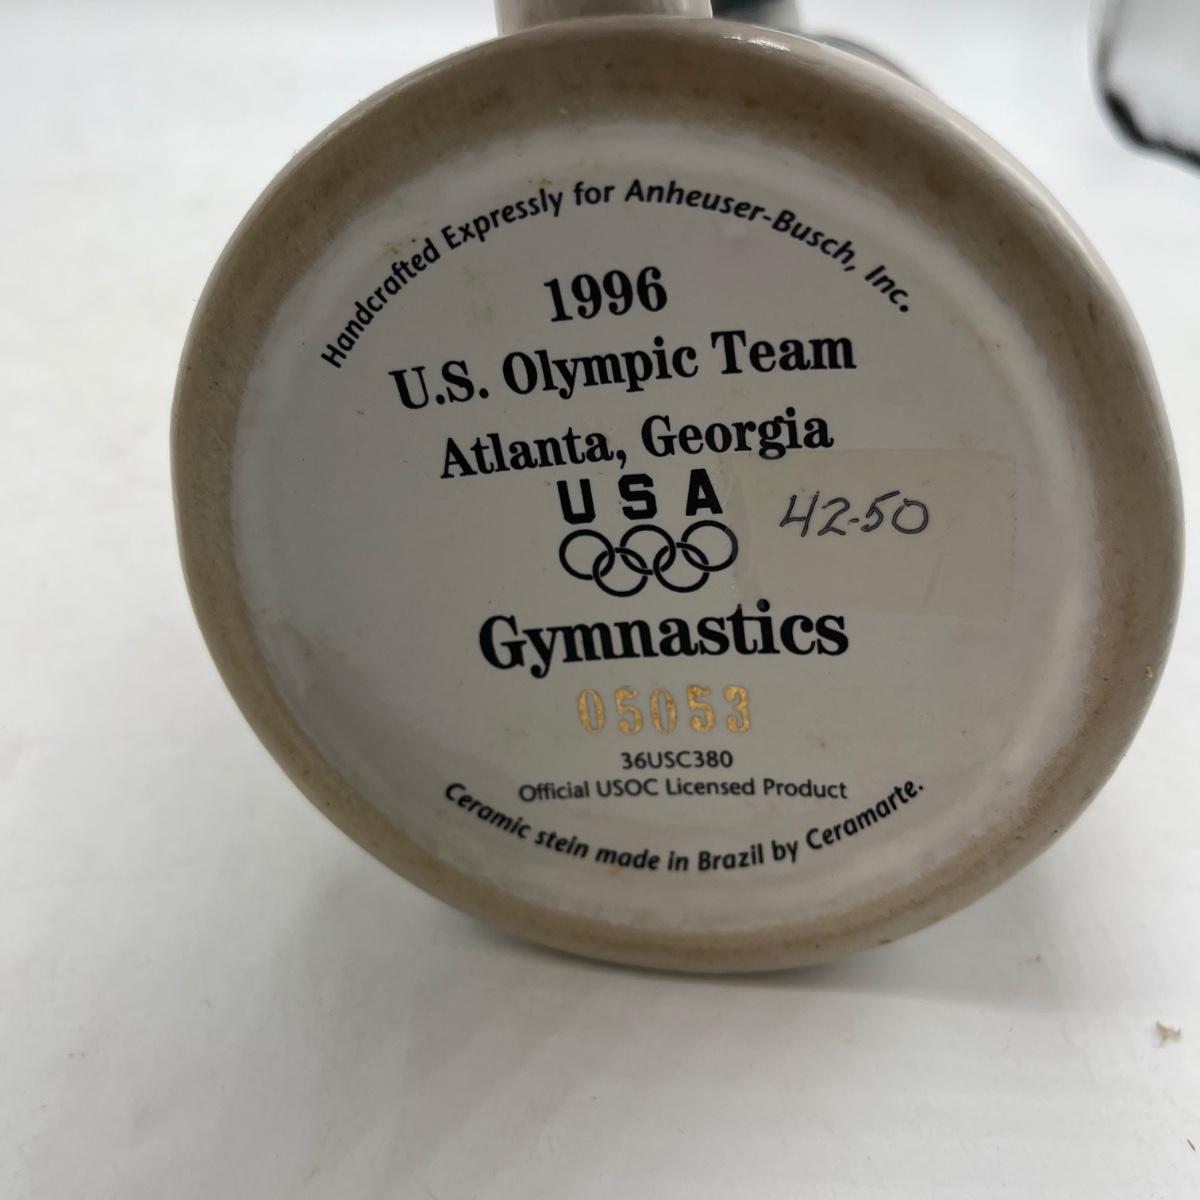 Handcrafted Expressly for Anheuser-Busch, Inc.
1996
U.S. Olympic Team
Atlanta, Georgia
USA
42-50
Gymnastics
05053
36USC380
Official USOC Licensed Product
Ceramic stein made in Brazil by Ceramarte.